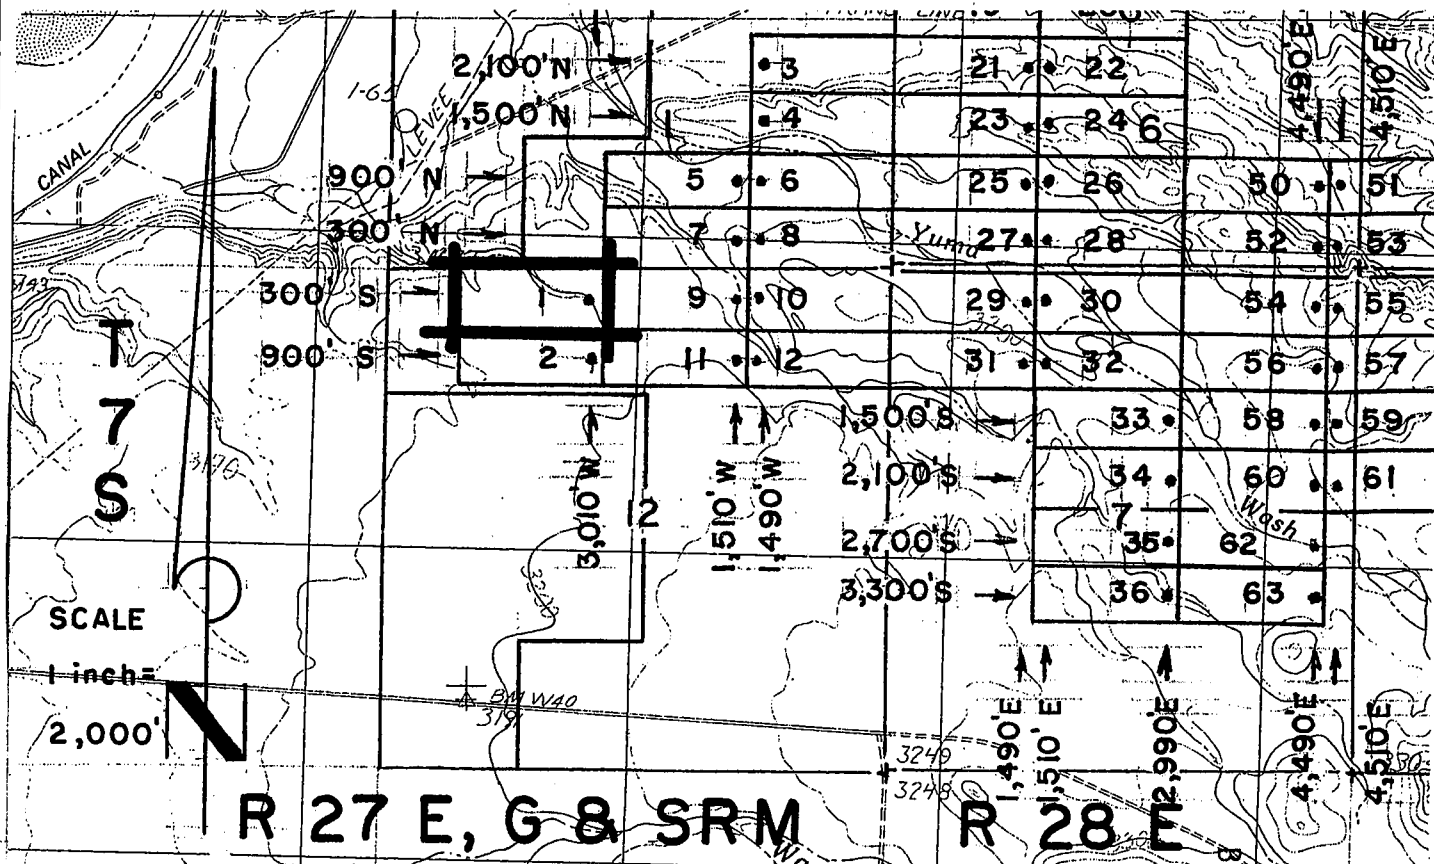 2,100'N
1,500'N
900' N
300' N
300' S
900' S
CANAL
LEVEE
1
3
4
21 22
23 24 6
5 6 25 26 50 51
7 8 Yuma 27 28 52 53
1 9 10 29 30 54 55
2 11 12 31 32 56 57
1,500'S 33 58 59
2,100'S 34 60 61
7
2,700'S 35 62
3,300'S 36 63
Wash
12
3,010'W
1,510'W
1,490'W
4,490'E
4,510'E
T
7
S
3170
SCALE
1 inch=
2,000'
N
BM W40
3249
3248
1,490'E
1,510'E
2,990'E
4,490'E
4,510'E
R 27 E, G & SRM R 28 E